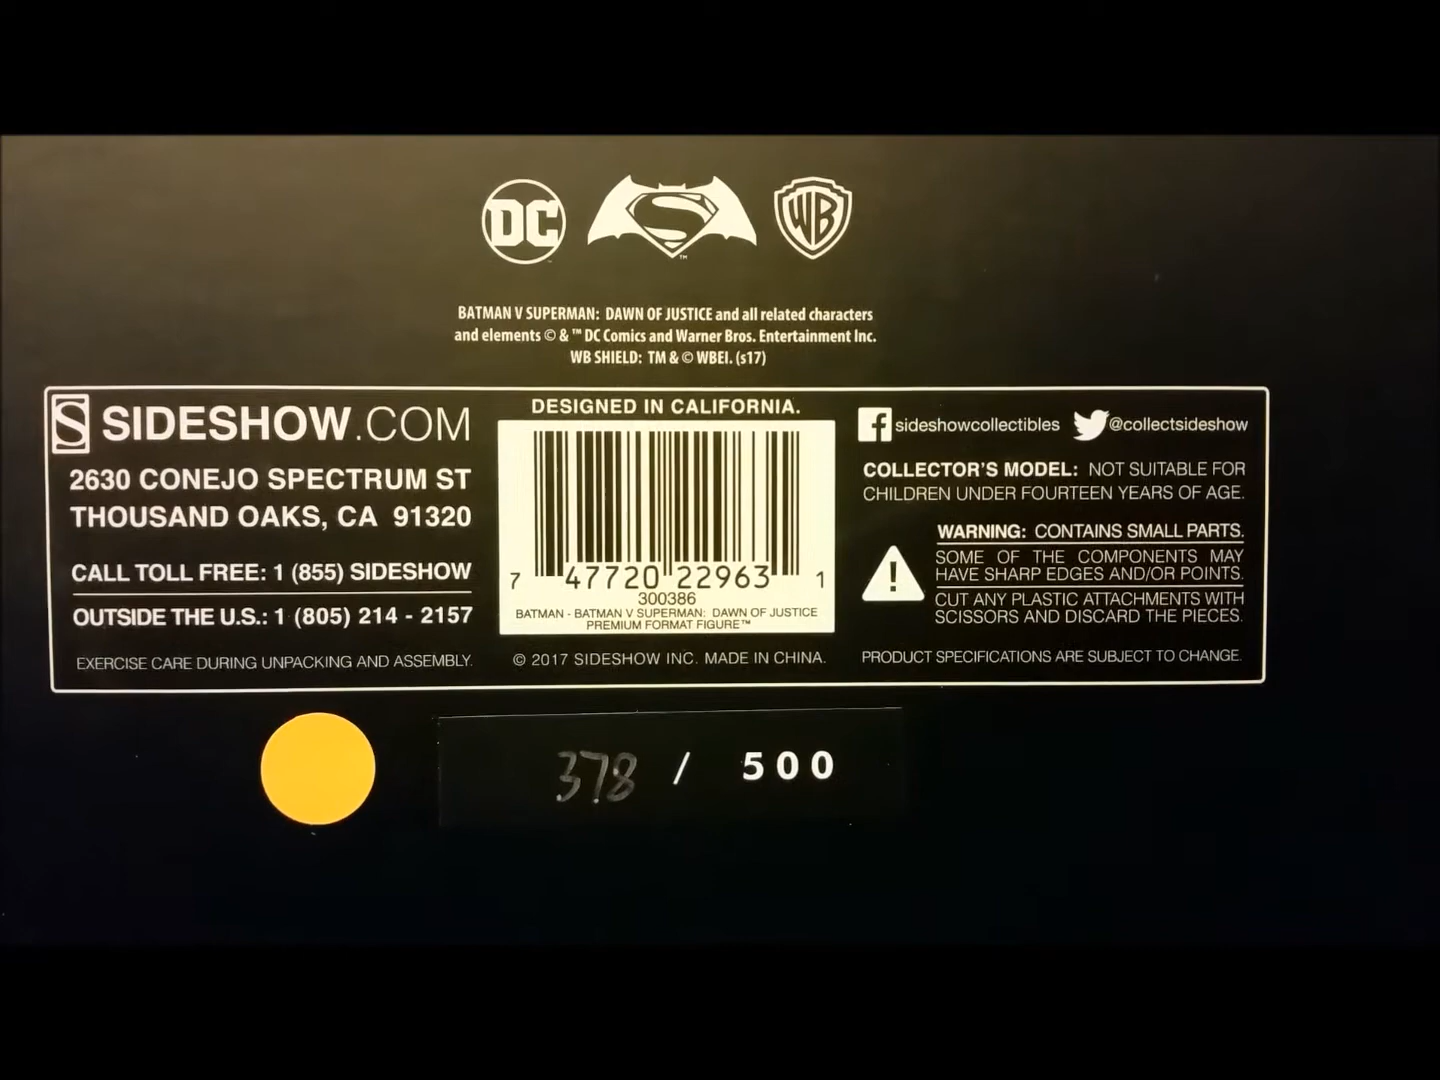 DC
S
WB
BATMAN V SUPERMAN: DAWN OF JUSTICE and all related characters
and elements © & ™ DC Comics and Warner Bros. Entertainment Inc.
WB SHIELD: TM & © WBEI. (s17)
S SIDESHOW.COM
2630 CONEJO SPECTRUM ST
THOUSAND OAKS, CA 91320
CALL TOLL FREE: 1 (855) SIDESHOW
OUTSIDE THE U.S.: 1 (805) 214 - 2157
EXERCISE CARE DURING UNPACKING AND ASSEMBLY.
DESIGNED IN CALIFORNIA.
7 47720 22963 1
300386
BATMAN - BATMAN V SUPERMAN: DAWN OF JUSTICE
PREMIUM FORMAT FIGURE™
© 2017 SIDESHOW INC. MADE IN CHINA.
f sideshowcollectibles @collectsideshow
COLLECTOR'S MODEL: NOT SUITABLE FOR
CHILDREN UNDER FOURTEEN YEARS OF AGE.
WARNING: CONTAINS SMALL PARTS.
SOME OF THE COMPONENTS MAY
HAVE SHARP EDGES AND/OR POINTS.
CUT ANY PLASTIC ATTACHMENTS WITH
SCISSORS AND DISCARD THE PIECES.
PRODUCT SPECIFICATIONS ARE SUBJECT TO CHANGE.
378 / 500